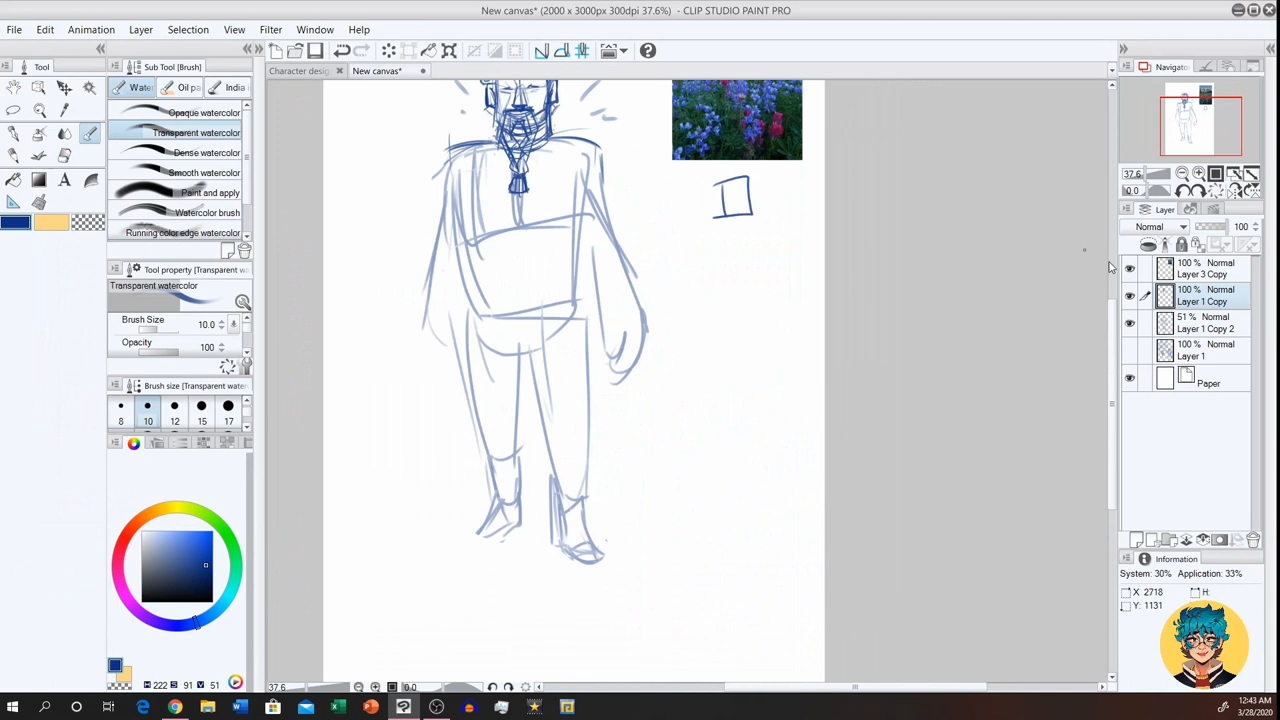 New canvas* (2000 x 3000px 300dpi 37.6%) - CLIP STUDIO PAINT PRO
File Edit Animation Layer Selection View Filter Window Help
Tool
Sub Tool [Brush]
Character desig
New canvas*
Navigator
Water
Oil pa
India i
Opaque watercolor
Transparent watercolor
Dense watercolor
Smooth watercolor
Paint and apply
Watercolor brush
Running color edge watercolor
37.6
0.0
Layer
Normal
100
Tool property [Transparent wate
Transparent watercolor
Brush Size 10.0
Opacity 100
100 % Normal
Layer 3 Copy
100 % Normal
Layer 1 Copy
51 % Normal
Layer 1 Copy 2
100 % Normal
Layer 1
Paper
Brush size [Transparent water
8 10 12 15 17
Information
System: 30% Application: 33%
X 2718 H:
Y: 1131
H 222 S 91 V 51
37.6
0.0
12:43 AM
3/28/2020